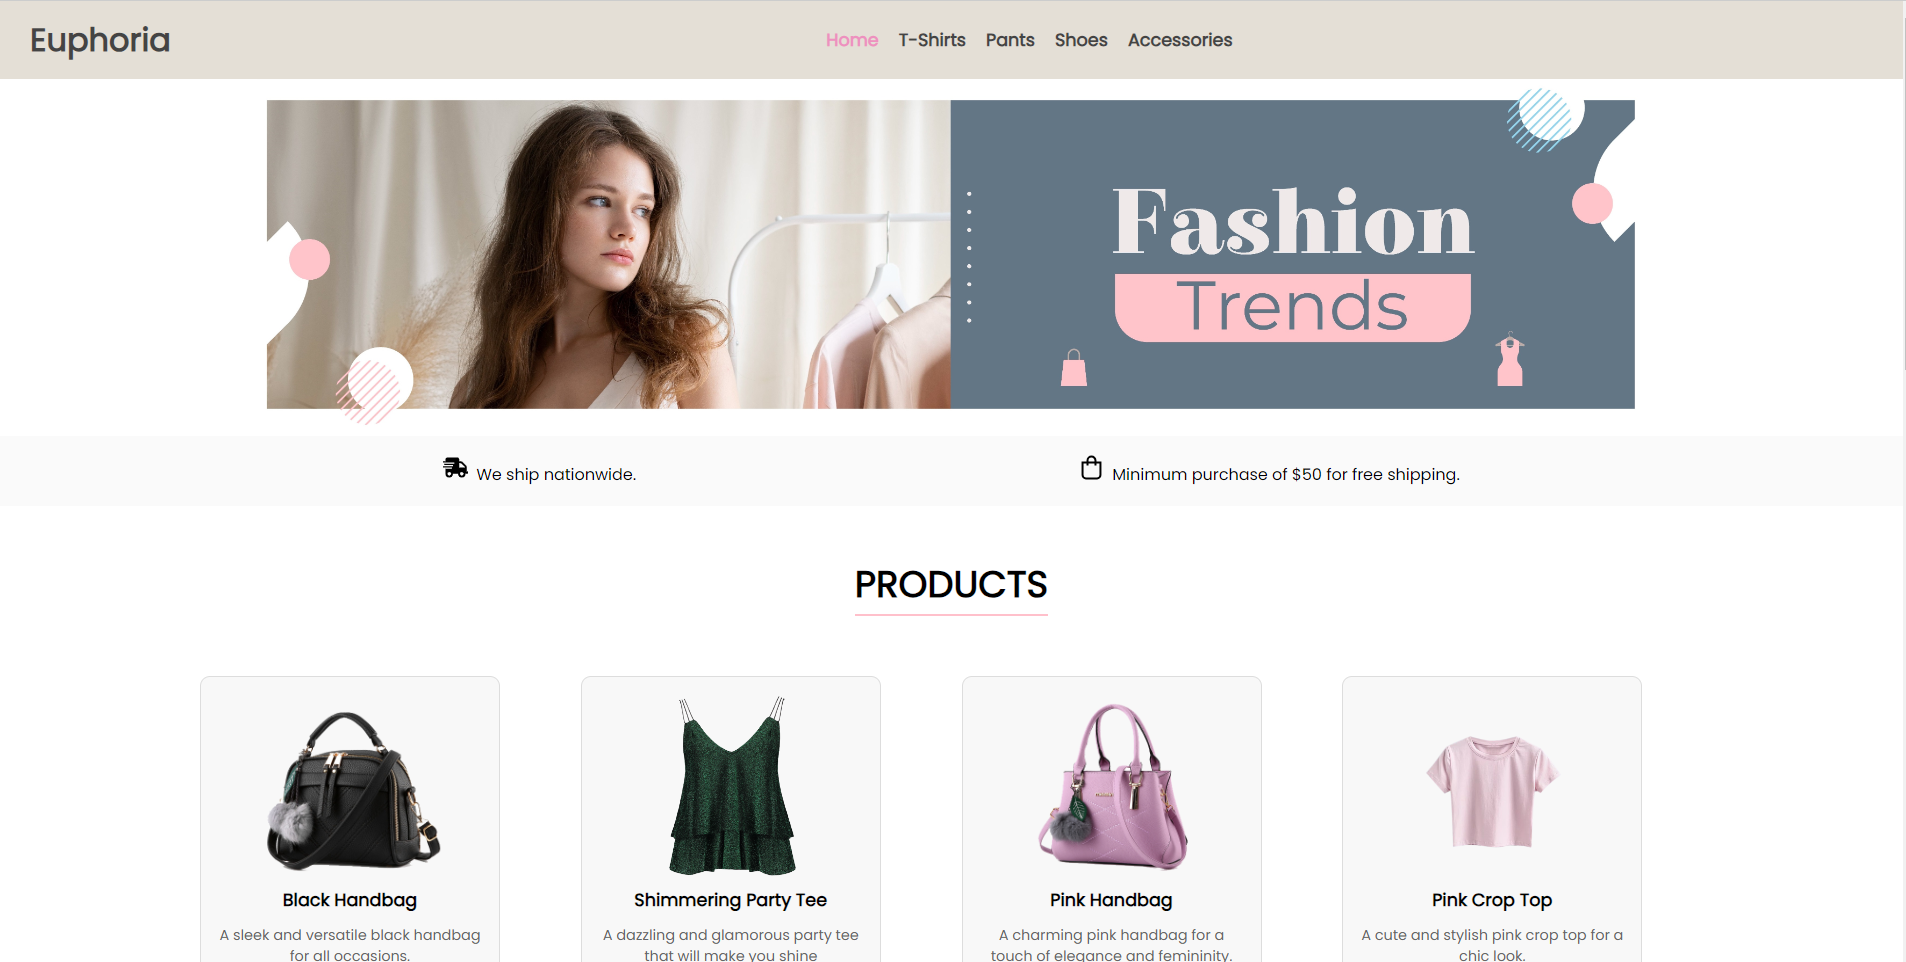 Euphoria
Home T-Shirts Pants Shoes Accessories
Fashion
Trends
We ship nationwide.
Minimum purchase of $50 for free shipping.
PRODUCTS
Black Handbag
A sleek and versatile black handbag
for all occasions.
Shimmering Party Tee
A dazzling and glamorous party tee
that will make you shine
Pink Handbag
A charming pink handbag for a
touch of elegance and femininity.
Pink Crop Top
A cute and stylish pink crop top for a
chic look.